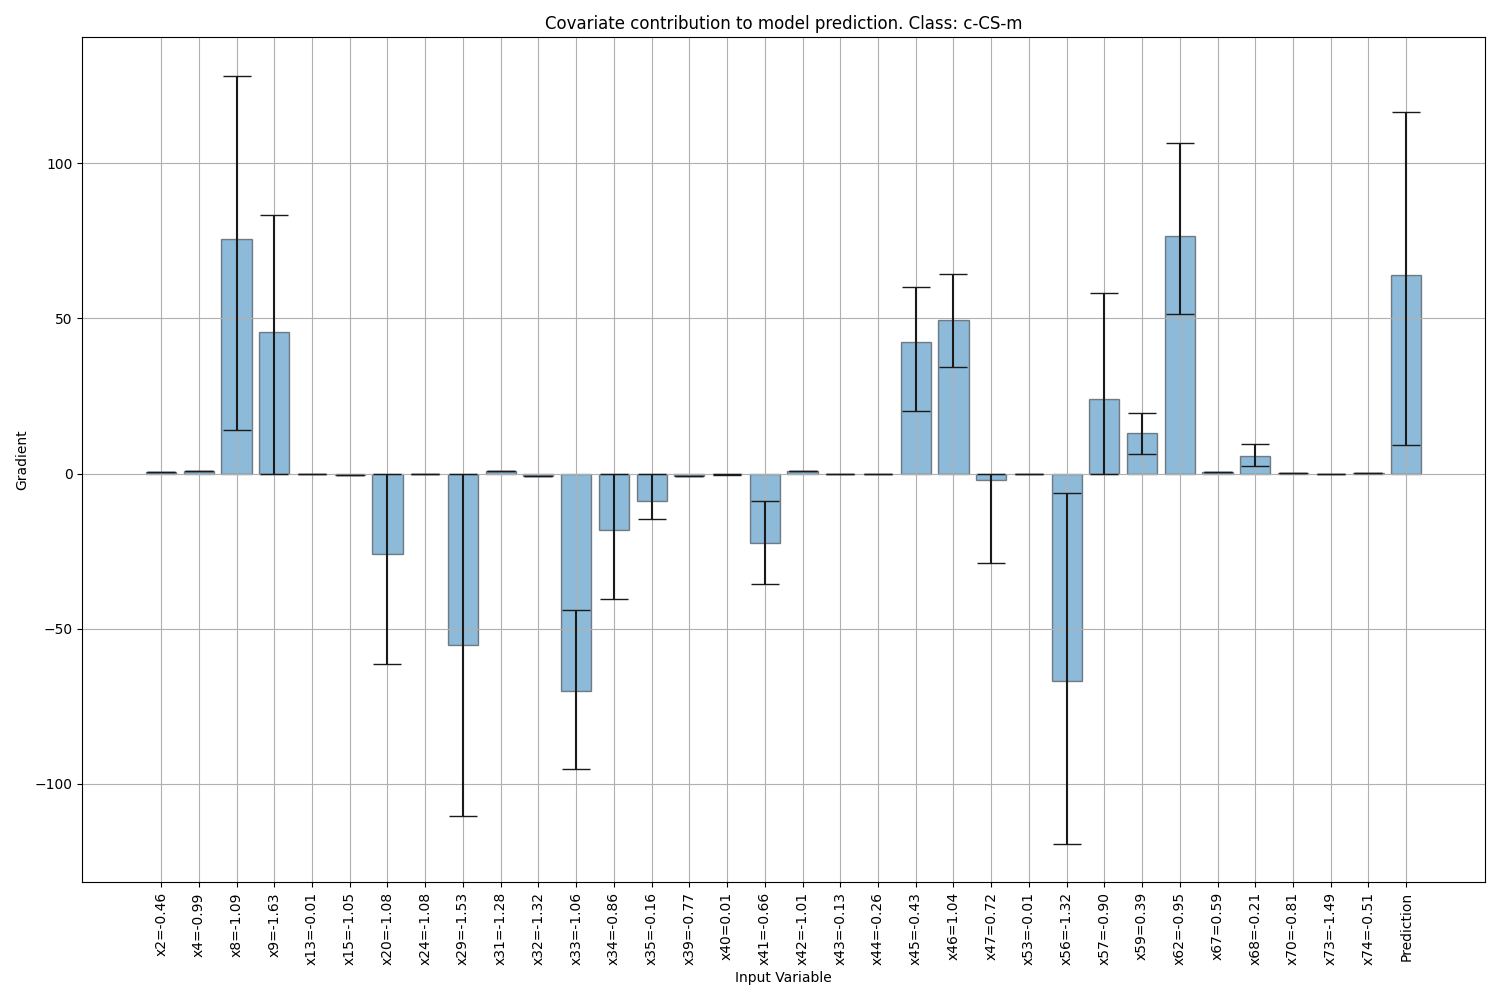 Covariate contribution to model prediction. Class: c-CS-m
Gradient
100
50
0
−50
−100
x2=-0.46
x4=-0.99
x8=-1.09
x9=-1.63
x13=-0.01
x15=-1.05
x20=-1.08
x24=-1.08
x29=-1.53
x31=-1.28
x32=-1.32
x33=-1.06
x34=-0.86
x35=-0.16
x39=-0.77
x40=0.01
x41=-0.66
x42=-1.01
x43=-0.13
x44=-0.26
x45=-0.43
x46=1.04
x47=0.72
x53=-0.01
x56=-1.32
x57=-0.90
x59=0.39
x62=-0.95
x67=0.59
x68=-0.21
x70=-0.81
x73=-1.49
x74=-0.51
Prediction
Input Variable